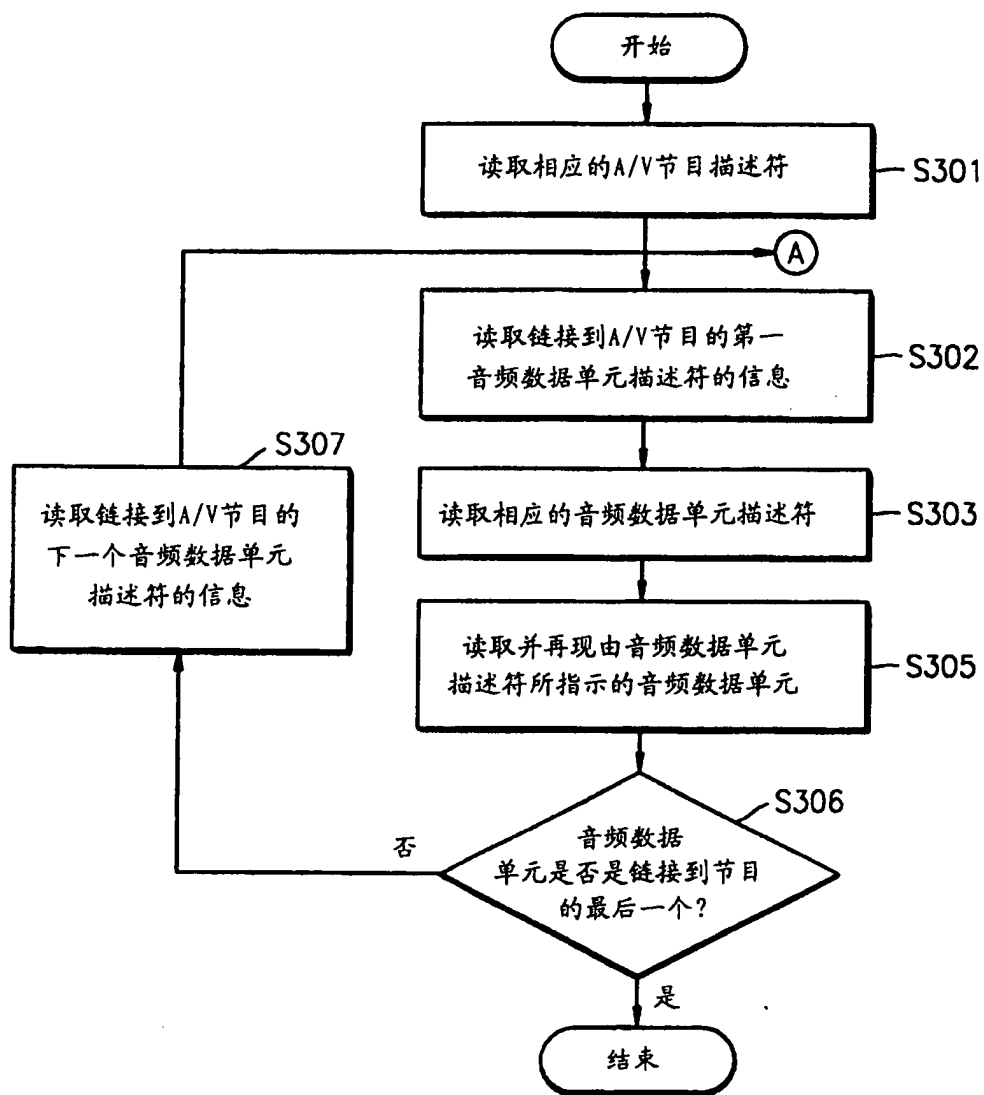 开始
读取相应的A/V节目描述符
S301
A
读取链接到A/V节目的第一
音频数据单元描述符的信息
S302
S307
读取链接到A/V节目的
下一个音频数据单元
描述符的信息
读取相应的音频数据单元描述符
S303
读取并再现由音频数据单元
描述符所指示的音频数据单元
S305
S306
音频数据
单元是否是链接到节目
的最后一个?
否
是
结束